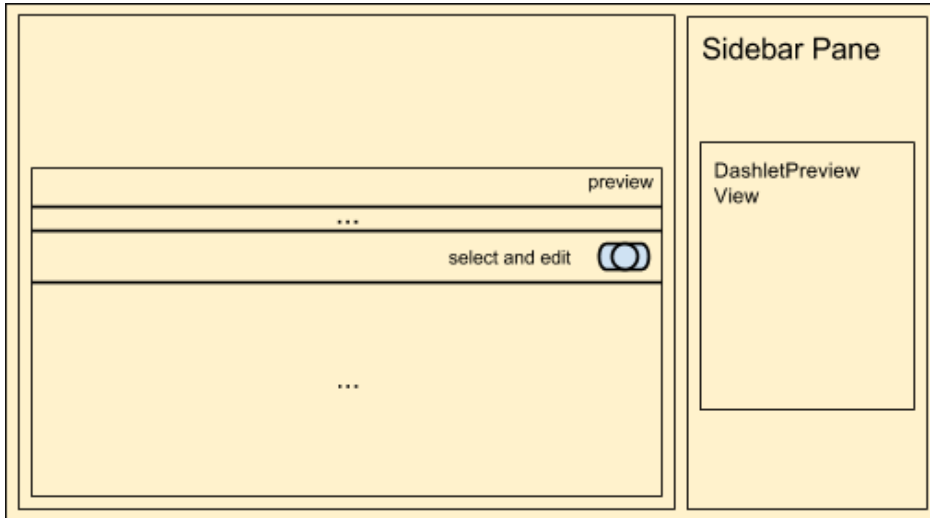 Sidebar Pane
preview
...
select and edit
...
DashletPreview
View